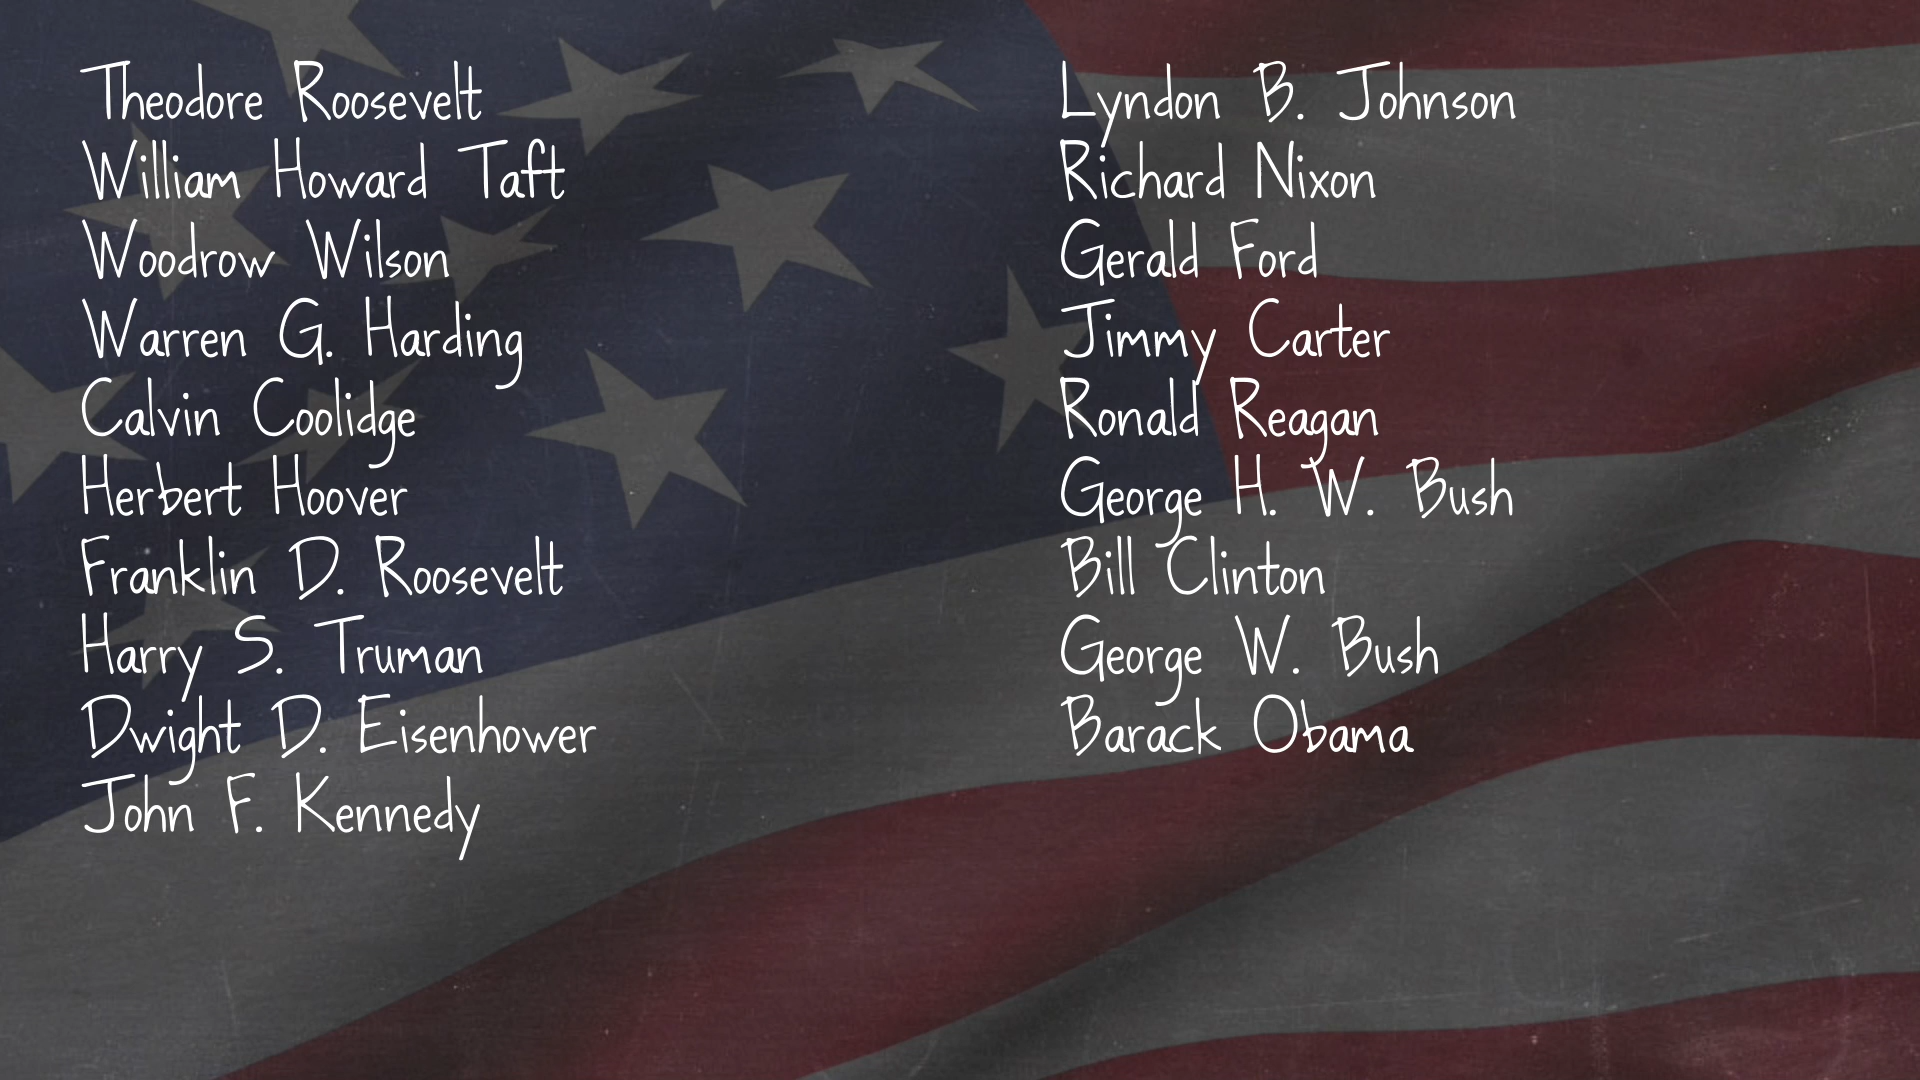 Theodore Roosevelt
William Howard Taft
Woodrow Wilson
Warren G. Harding
Calvin Coolidge
Herbert Hoover
Franklin D. Roosevelt
Harry S. Truman
Dwight D. Eisenhower
John F. Kennedy
Lyndon B. Johnson
Richard Nixon
Gerald Ford
Jimmy Carter
Ronald Reagan
George H. W. Bush
Bill Clinton
George W. Bush
Barack Obama